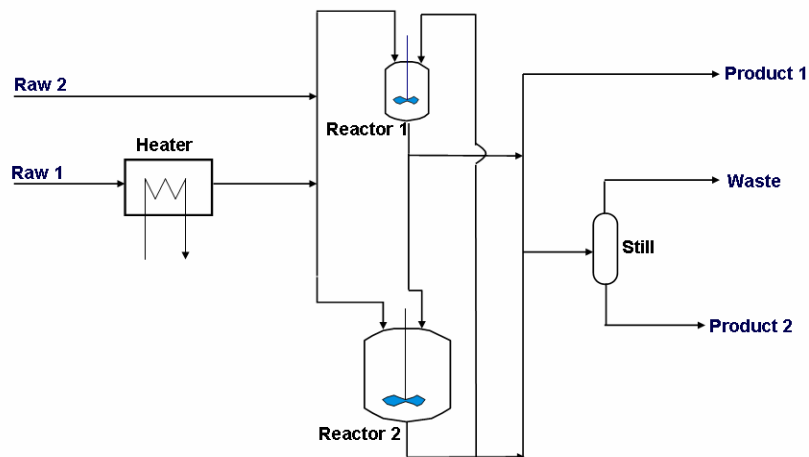 Raw 2
Product 1
Reactor 1
Heater
Raw 1
Waste
Still
Product 2
Reactor 2